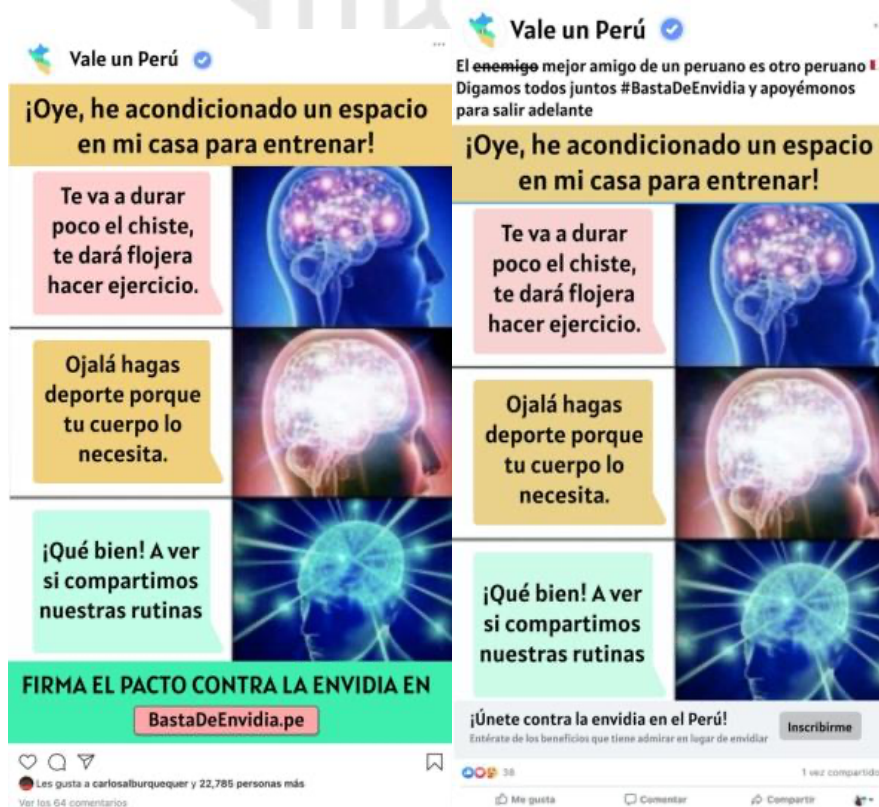 Vale un Perú
¡Oye, he acondicionado un espacio
en mi casa para entrenar!
Te va a durar
poco el chiste,
te dará flojera
hacer ejercicio.
Ojalá hagas
deporte porque
tu cuerpo lo
necesita.
¡Qué bien! A ver
si compartimos
nuestras rutinas
FIRMA EL PACTO CONTRA LA ENVIDIA EN
BastaDeEnvidia.pe
Les gusta a carlosalburquequer y 22,785 personas más
Ver los 64 comentarios
Vale un Perú
El enemigo mejor amigo de un peruano es otro peruano
Digamos todos juntos #BastaDeEnvidia y apoyémonos
para salir adelante
¡Oye, he acondicionado un espacio
en mi casa para entrenar!
Te va a durar
poco el chiste,
te dará flojera
hacer ejercicio.
Ojalá hagas
deporte porque
tu cuerpo lo
necesita.
¡Qué bien! A ver
si compartimos
nuestras rutinas
¡Únete contra la envidia en el Perú!
Entérate de los beneficios que tiene admirar en lugar de envidiar
Inscribirme
38
1 vez compartido
Me gusta
Comentar
Compartir